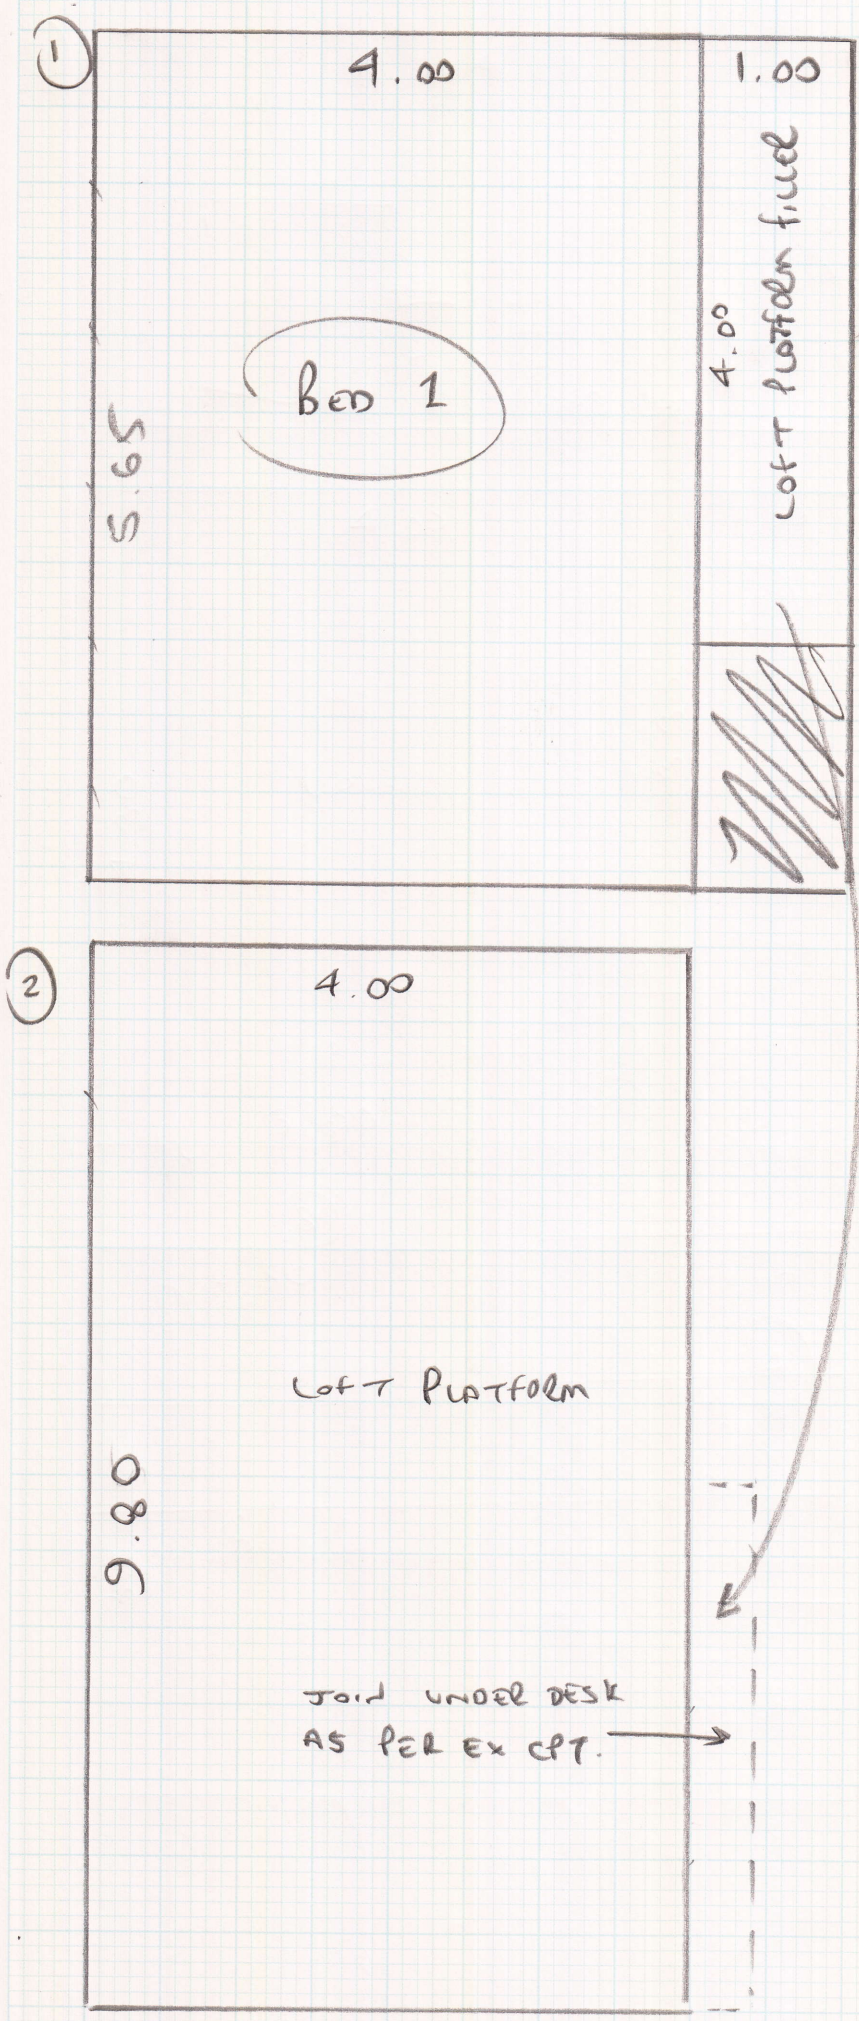 1
4.00
1.00
LOFT PLATFORM FILLET
4.00
BED 1
5.65
2
4.00
LOFT PLATFORM
9.80
JOIN UNDER DESK
AS PER EX CPT.